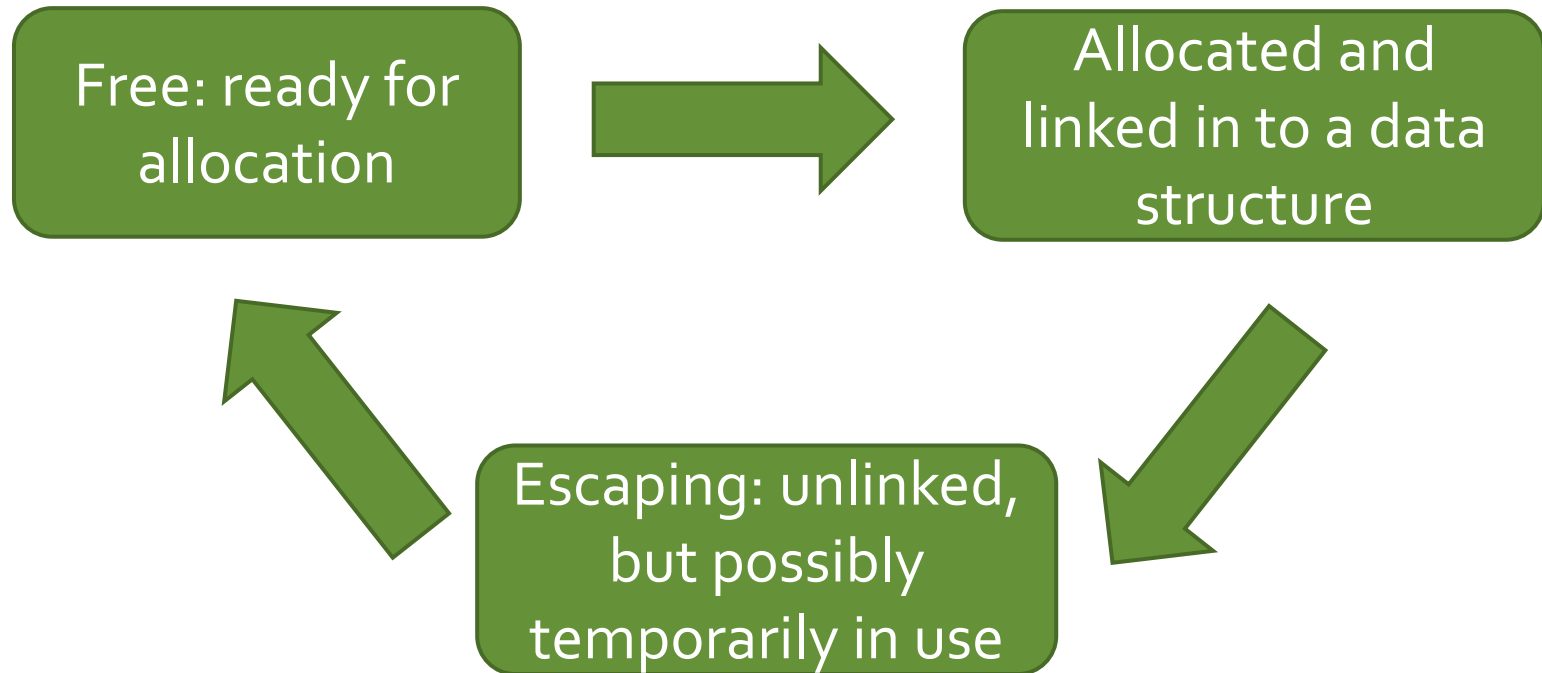 Free: ready for
allocation
Allocated and
linked in to a data
structure
Escaping: unlinked,
but possibly
temporarily in use